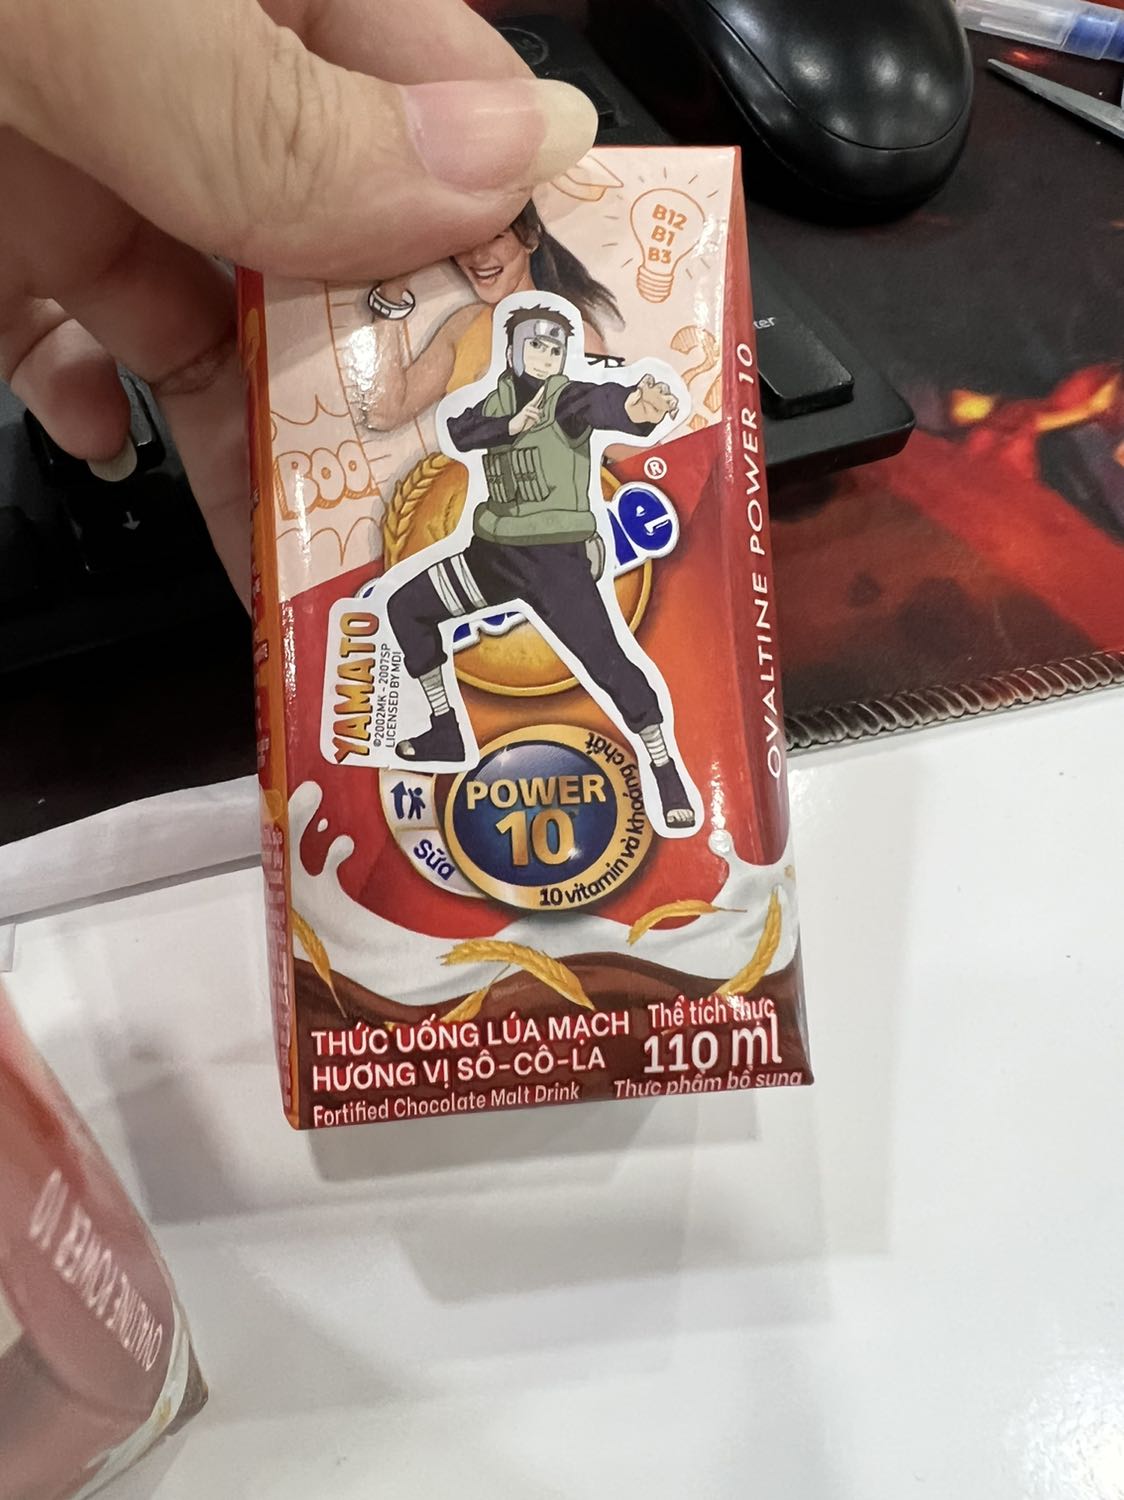 B12
B1
B3
BOO
®
ne
YAMATO
©2002MK - 2007SP
LICENSED BY MDI
OVALTINE POWER 10
POWER
10
Sữa
10 vitamin và khoáng chất
THỨC UỐNG LÚA MẠCH
HƯƠNG VỊ SÔ-CÔ-LA
Fortified Chocolate Malt Drink
Thể tích thực
110 ml
Thực phẩm bổ sung
OVALTINE POWER 10